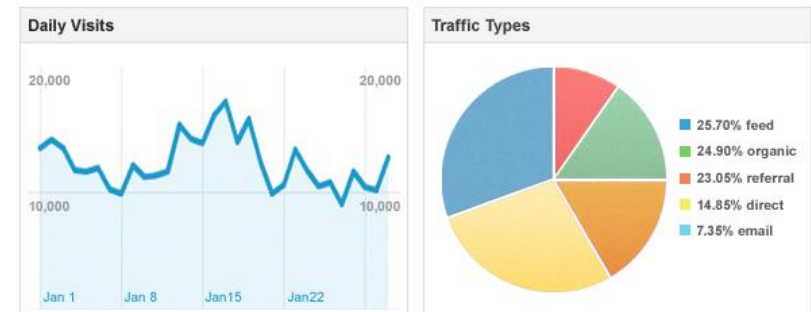 Daily Visits
20,000 20,000
10,000 10,000
Jan 1 Jan 8 Jan15 Jan22
Traffic Types
25.70% feed
24.90% organic
23.05% referral
14.85% direct
7.35% email